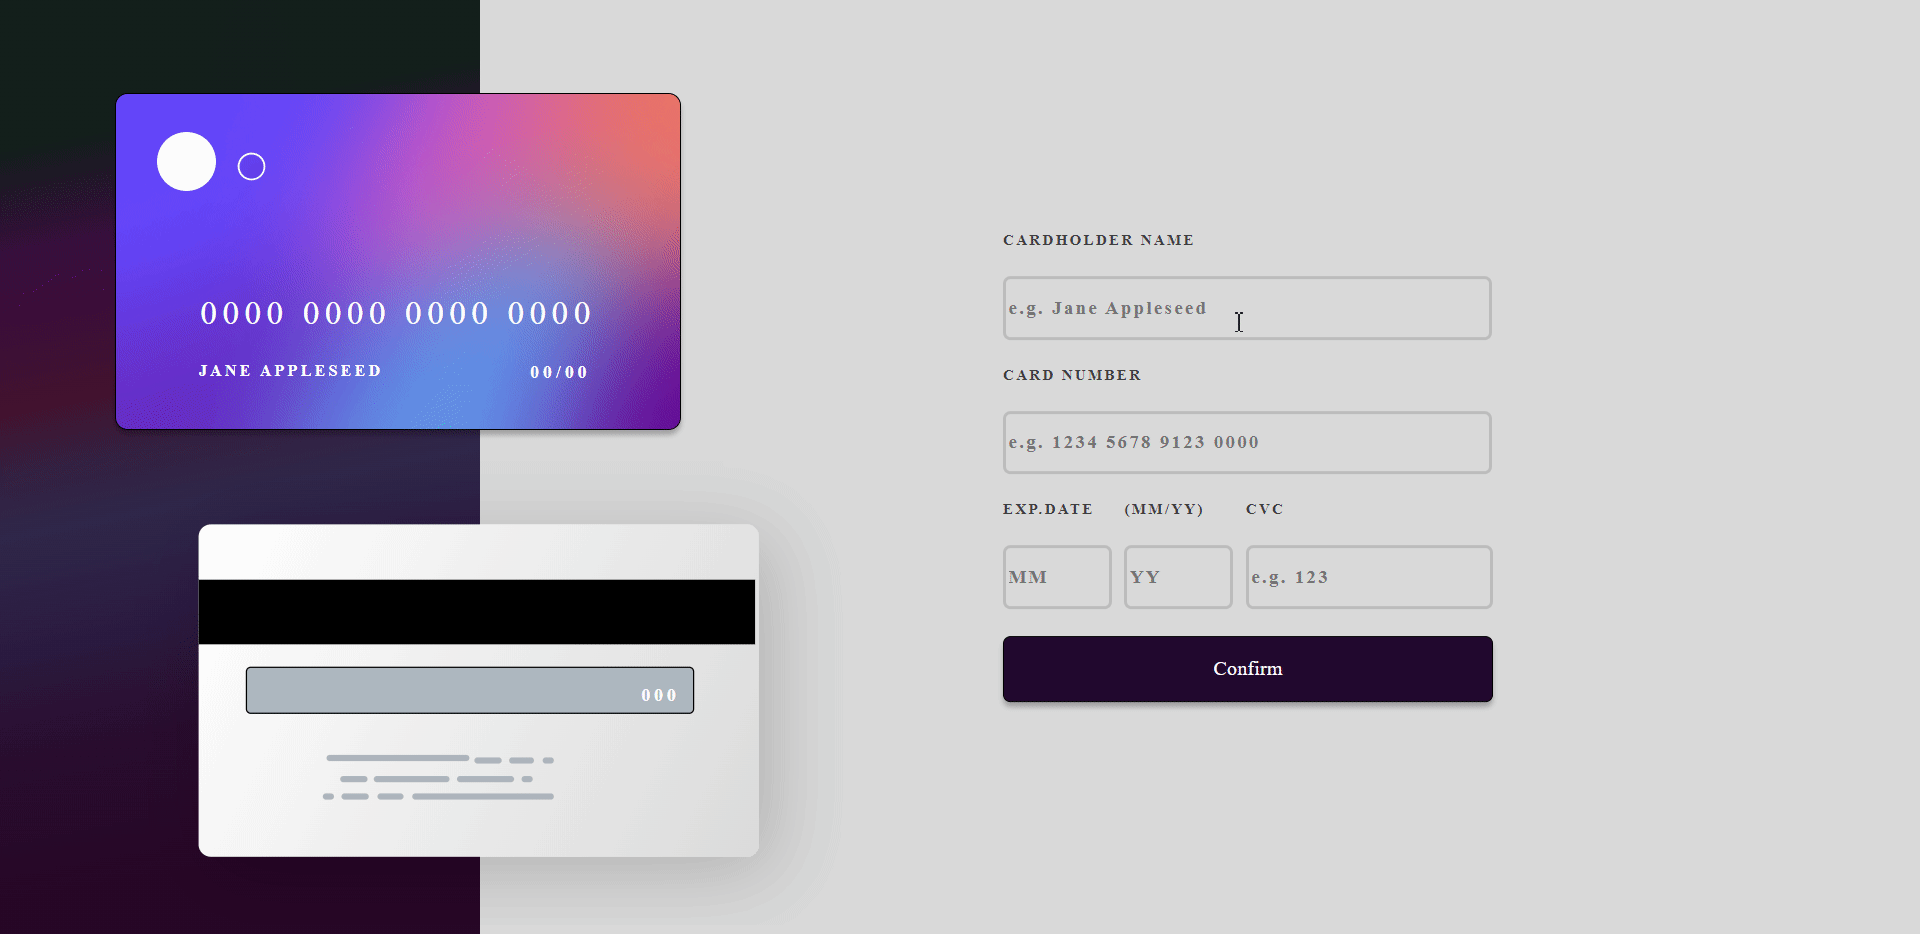 0000 0000 0000 0000
JANE APPLESEED 00/00
000
CARDHOLDER NAME
e.g. Jane Appleseed
CARD NUMBER
e.g. 1234 5678 9123 0000
EXP.DATE (MM/YY) CVC
MM YY e.g. 123
Confirm